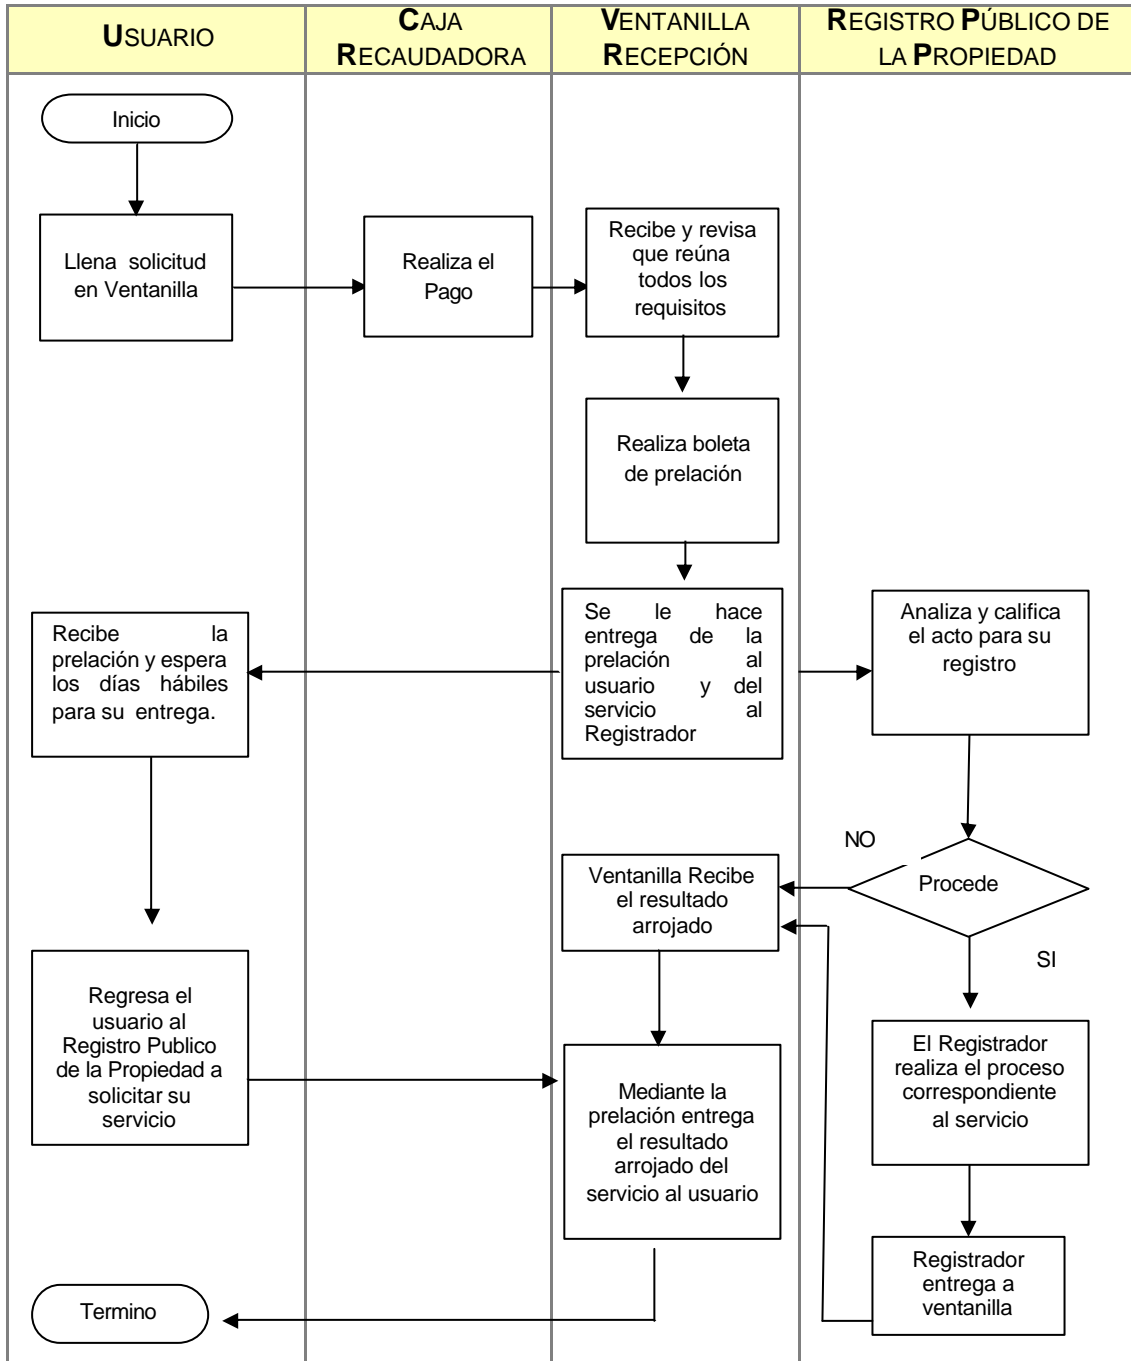 USUARIO
CAJA
RECAUDADORA
VENTANILLA
RECEPCIÓN
REGISTRO PÚBLICO DE
LA PROPIEDAD
Inicio
Llena solicitud
en Ventanilla
Realiza el
Pago
Recibe y revisa
que reúna
todos los
requisitos
Realiza boleta
de prelación
Se le hace
entrega de la
prelación al
usuario y del
servicio al
Registrador
Recibe la
prelación y espera
los días hábiles
para su entrega.
Analiza y califica
el acto para su
registro
NO
Procede
SI
Ventanilla Recibe
el resultado
arrojado
Regresa el
usuario al
Registro Publico
de la Propiedad a
solicitar su
servicio
Mediante la
prelación entrega
el resultado
arrojado del
servicio al usuario
El Registrador
realiza el proceso
correspondiente
al servicio
Registrador
entrega a
ventanilla
Termino